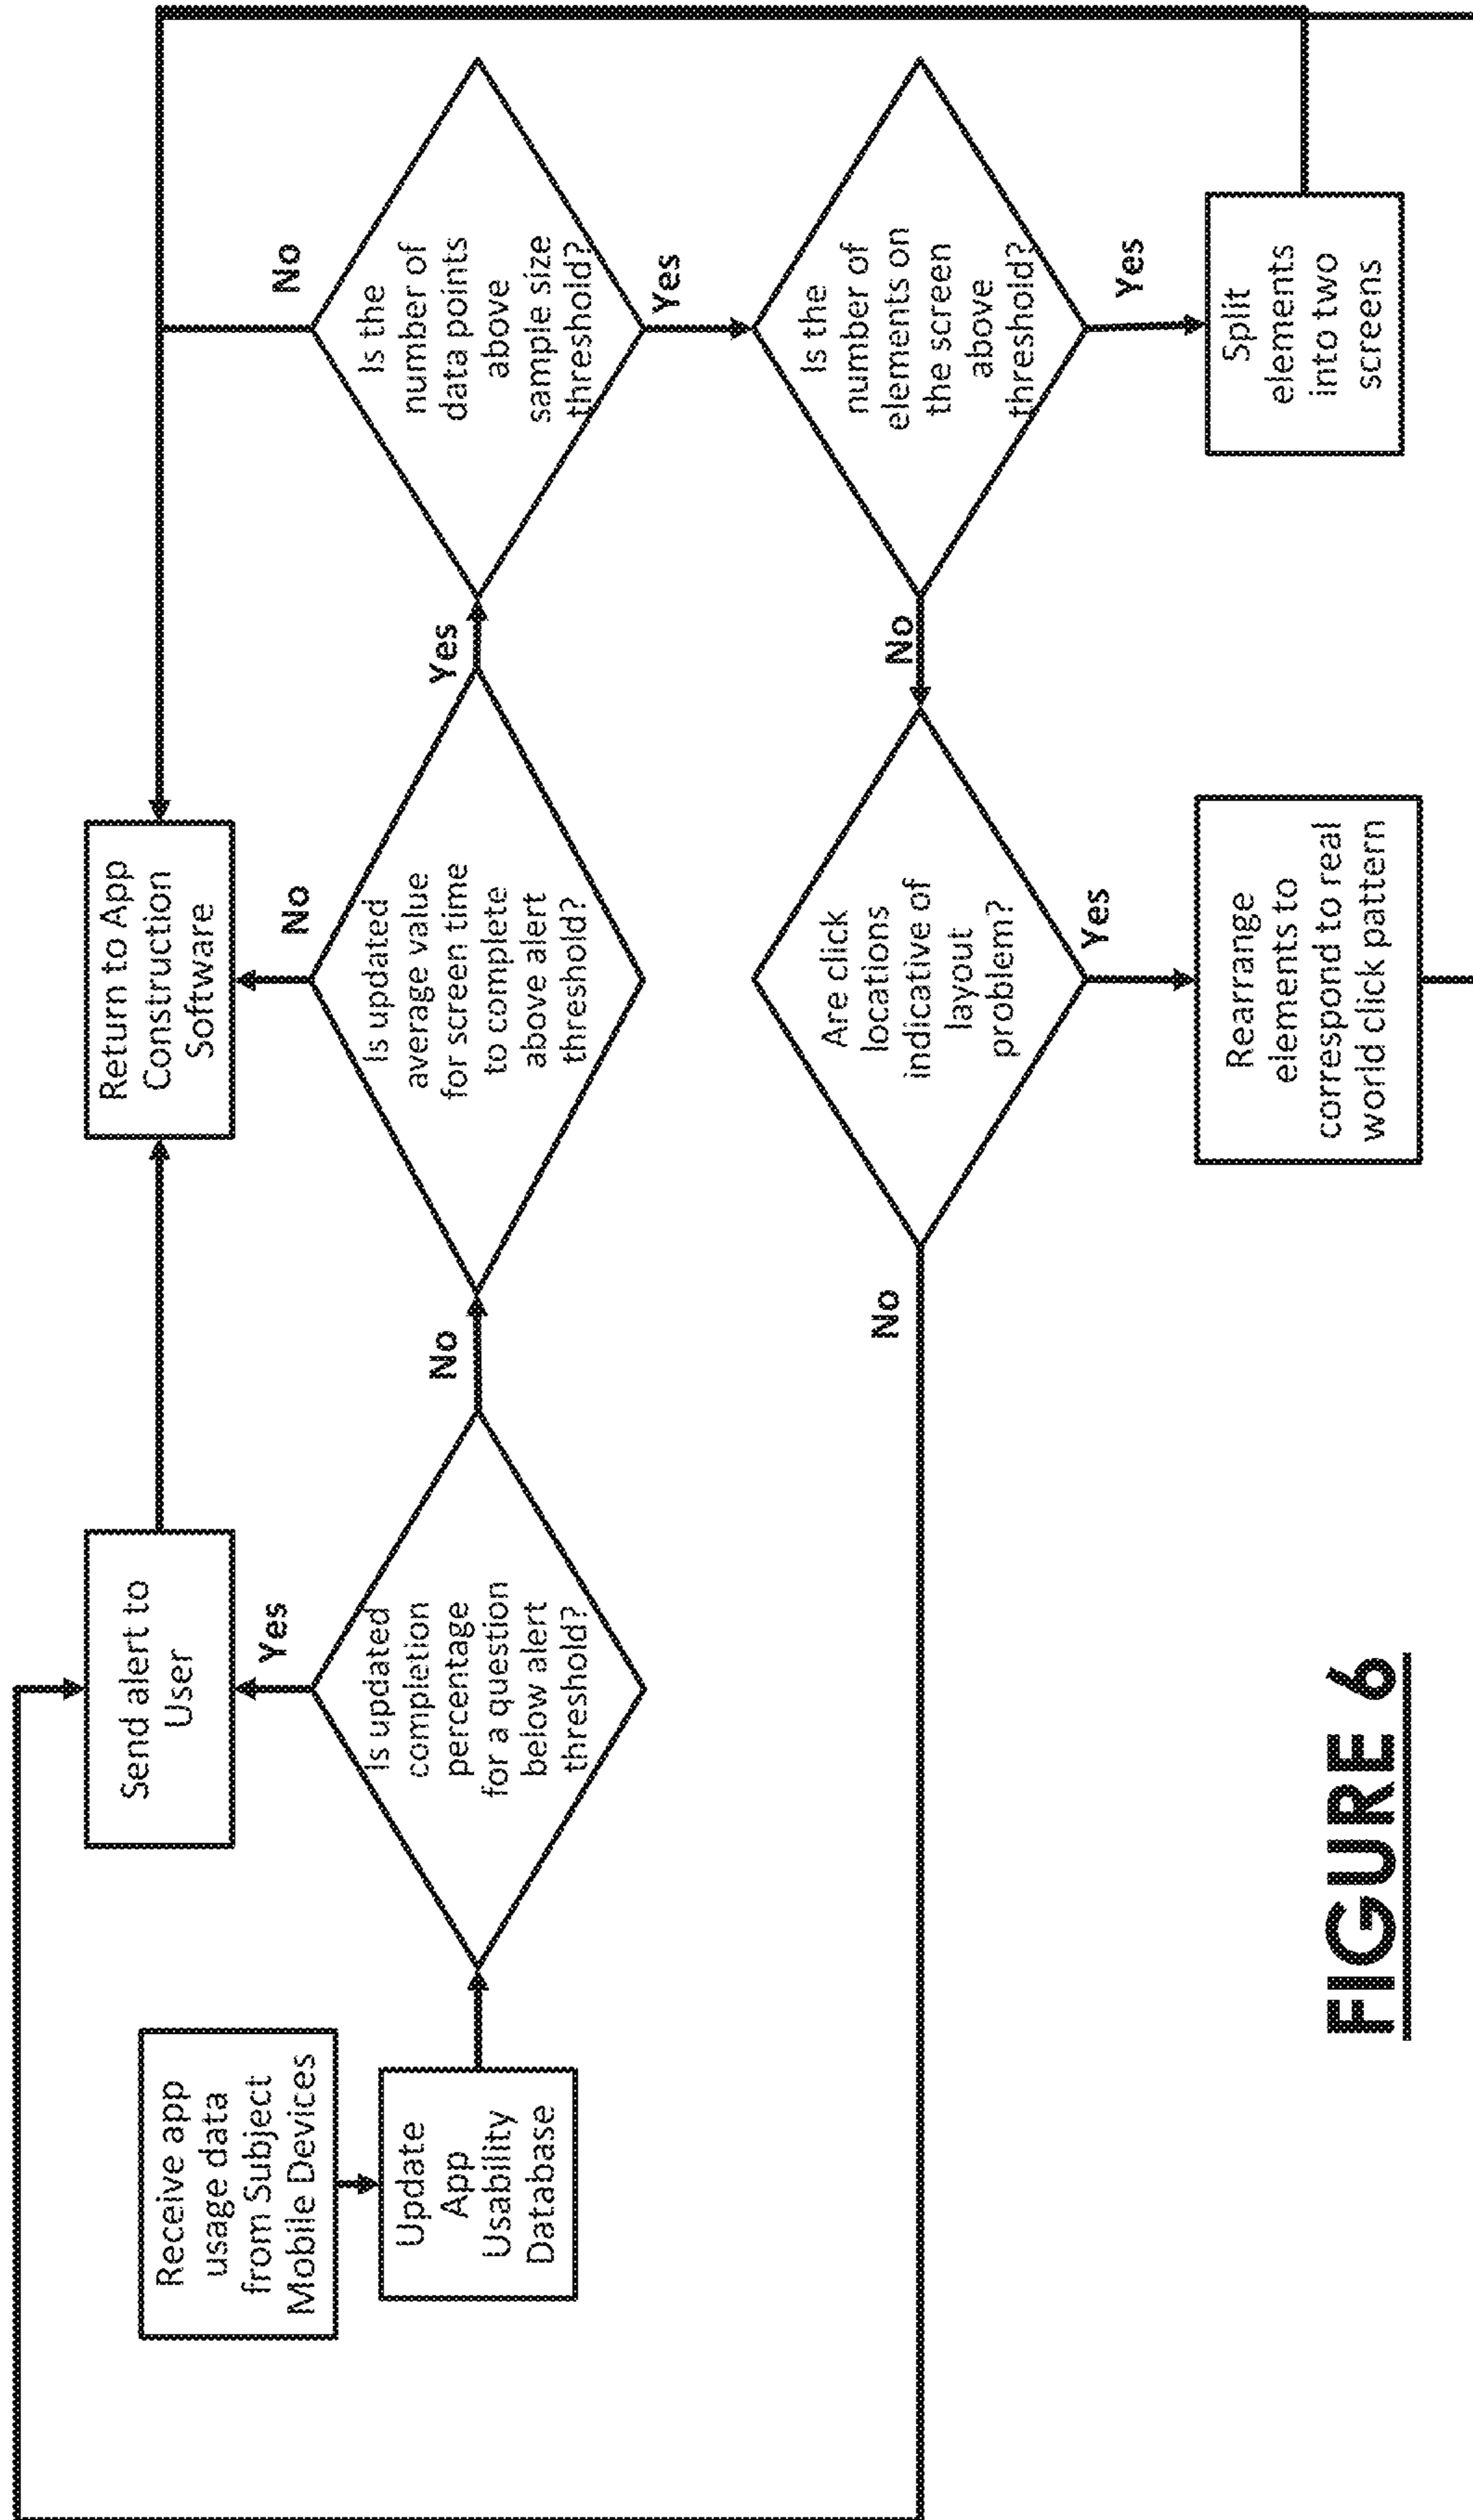 Receive app
usage data
from Subject
Mobile Devices
Update
App
Usability
Database
Is updated
completion
percentage
for a question
below alert
threshold?
Yes
Send alert to
User
No
Is updated
average value
for screen time
to complete
above alert
threshold?
No
Return to App
Construction
Software
Yes
Is the
number of
data points
above
sample size
threshold?
No
Yes
Is the
number of
elements on
the screen
above
threshold?
Yes
Split
elements
into two
screens
No
Are click
locations
indicative of
layout
problem?
Yes
Rearrange
elements to
correspond to real
world click pattern
No
FIGURE 6